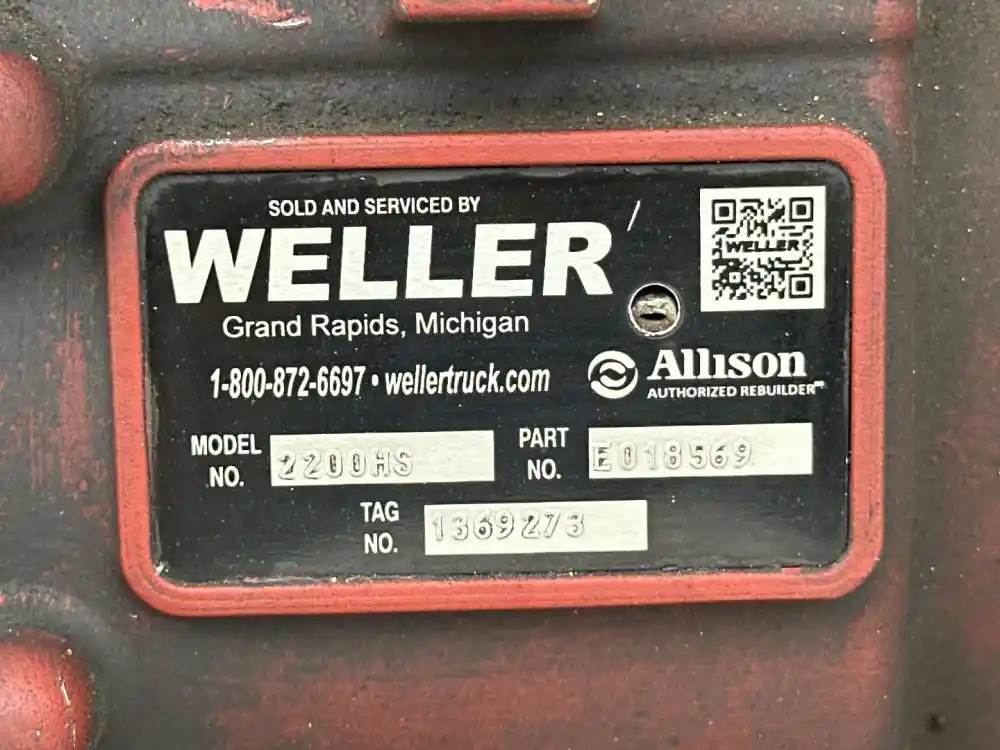 SOLD AND SERVICED BY
WELLER
WELLER
Grand Rapids, Michigan
1-800-872-6697 • wellertruck.com
Allison
AUTHORIZED REBUILDER™
MODEL NO. 2200HS
PART NO. E018569
TAG NO. 1369273